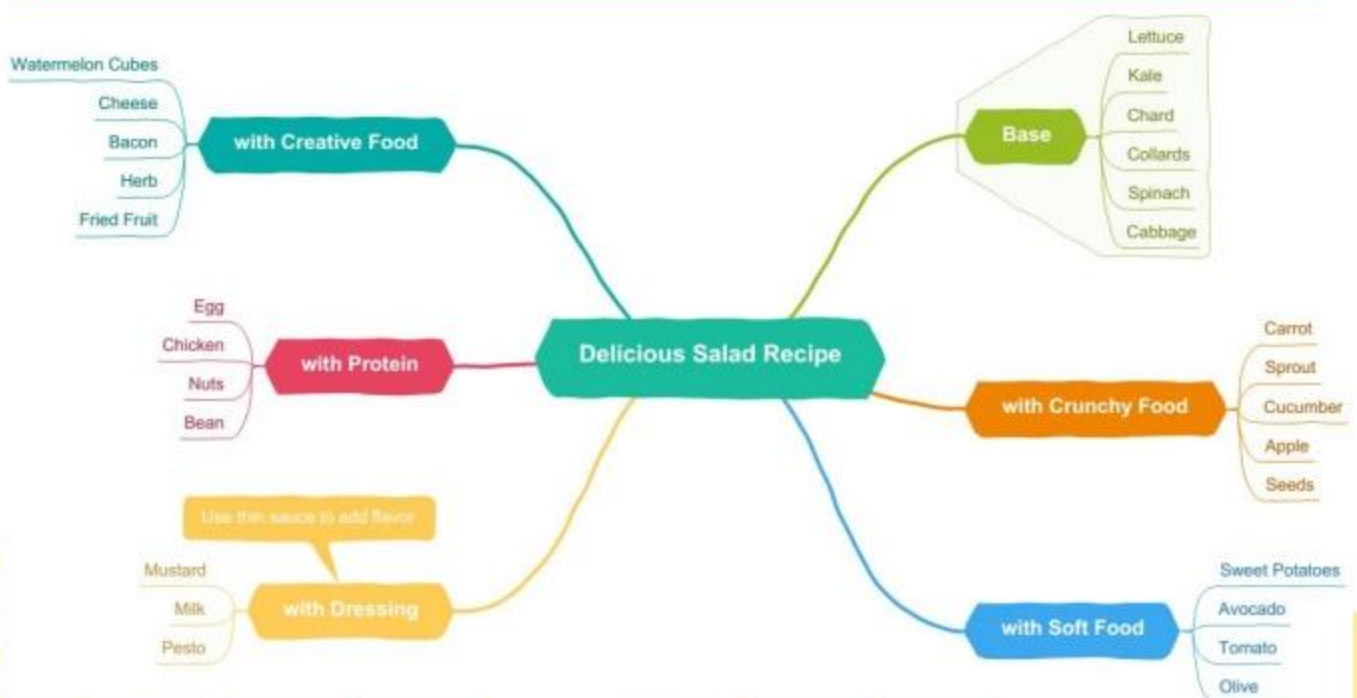 Delicious Salad Recipe
Base
Lettuce
Kale
Chard
Collards
Spinach
Cabbage
with Crunchy Food
Carrot
Sprout
Cucumber
Apple
Seeds
with Soft Food
Sweet Potatoes
Avocado
Tomato
Olive
with Creative Food
Watermelon Cubes
Cheese
Bacon
Herb
Fried Fruit
with Protein
Egg
Chicken
Nuts
Bean
Use thin sauce to add flavor
with Dressing
Mustard
Milk
Pesto